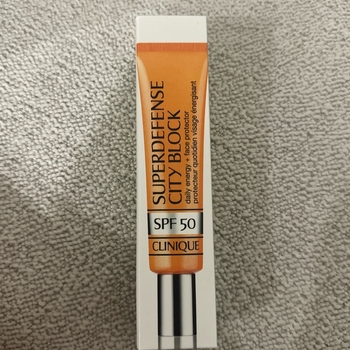 SUPERDEFENSE
CITY BLOCK
daily energy + face protector
protecteur quotidien visage énergisant
SPF 50
CLINIQUE